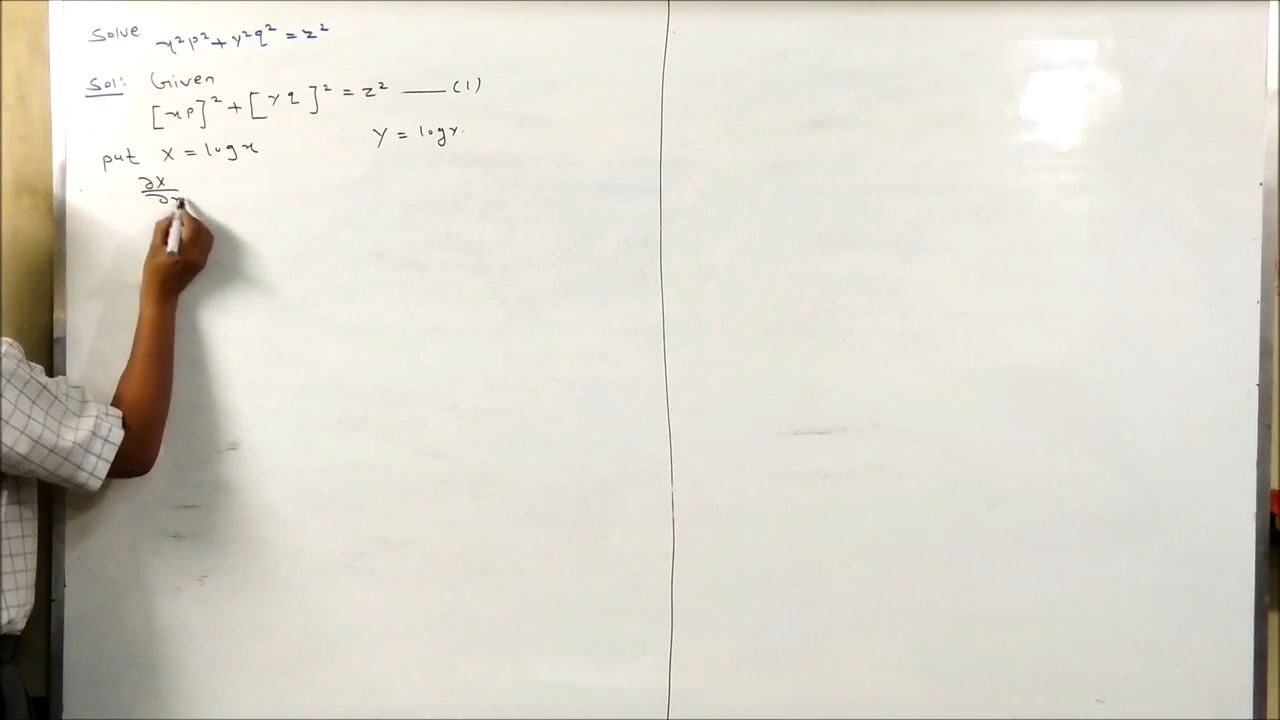 Solve x²p² + y²q² = z²
Sol: Given
[xp]² + [yq]² = z² —— (1)
put X = log x Y = log y.
∂X
∂x